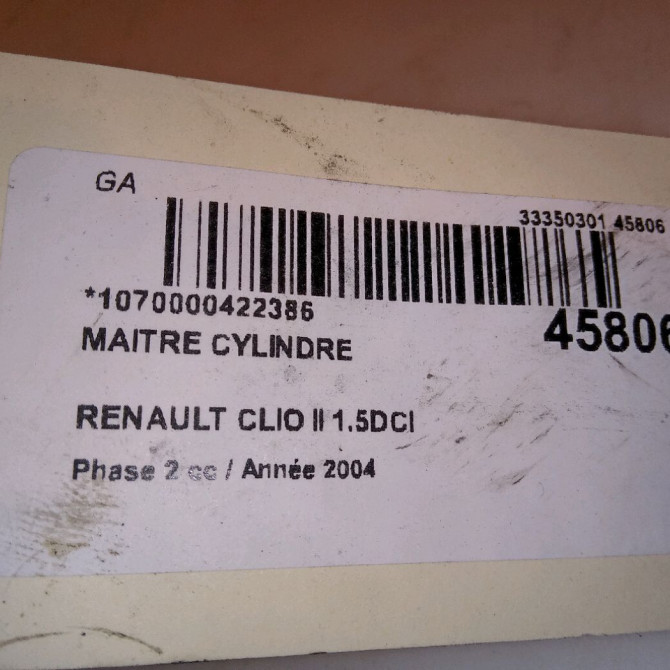 GA
33350301 45806
*1070000422386
45806
MAITRE CYLINDRE
RENAULT CLIO II 1.5DCI
Phase 2 cc / Année 2004